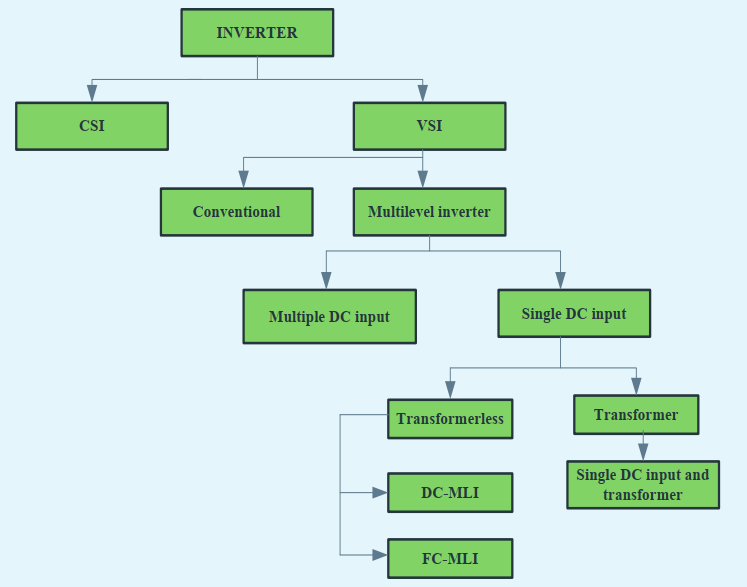 INVERTER
CSI
VSI
Conventional
Multilevel inverter
Multiple DC input
Single DC input
Transformerless
Transformer
Single DC input and
transformer
DC-MLI
FC-MLI